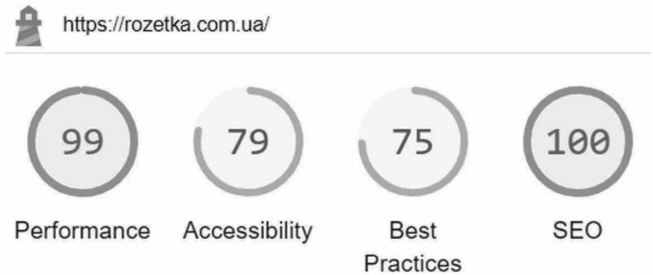 https://rozetka.com.ua/
99
79
75
100
Performance
Accessibility
Best
Practices
SEO